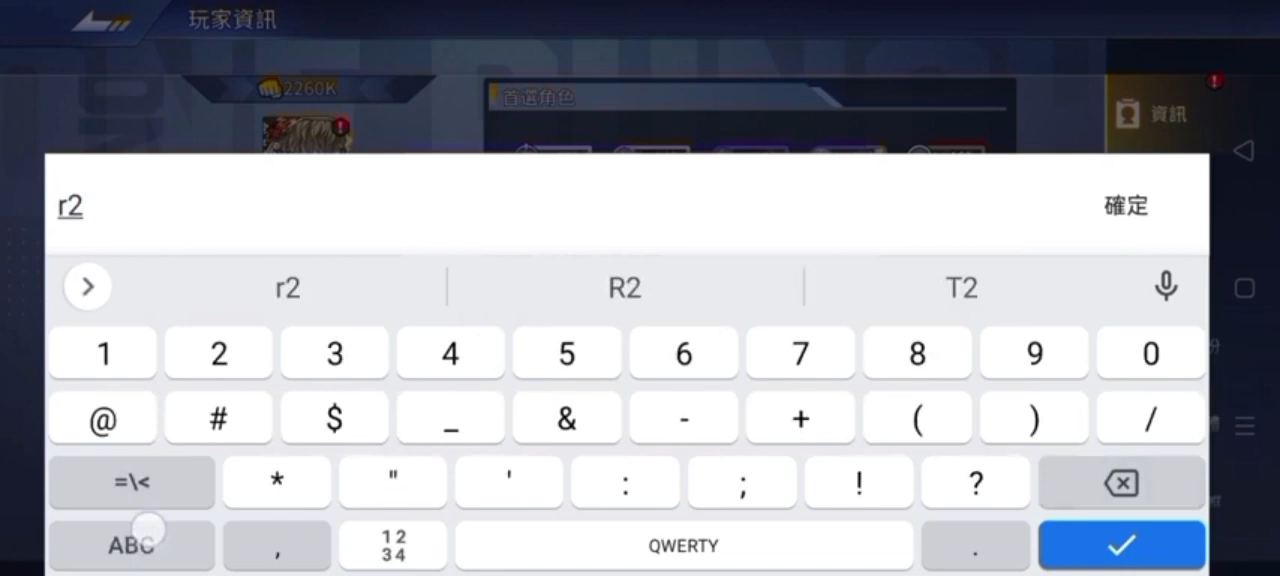 玩家資訊
2260K
首選角色
資訊
r2
確定
r2 R2 T2
1 2 3 4 5 6 7 8 9 0
@ # $ _ & - + ( ) /
=\< * " ' : ; ! ?
ABC , 12 QWERTY .
34